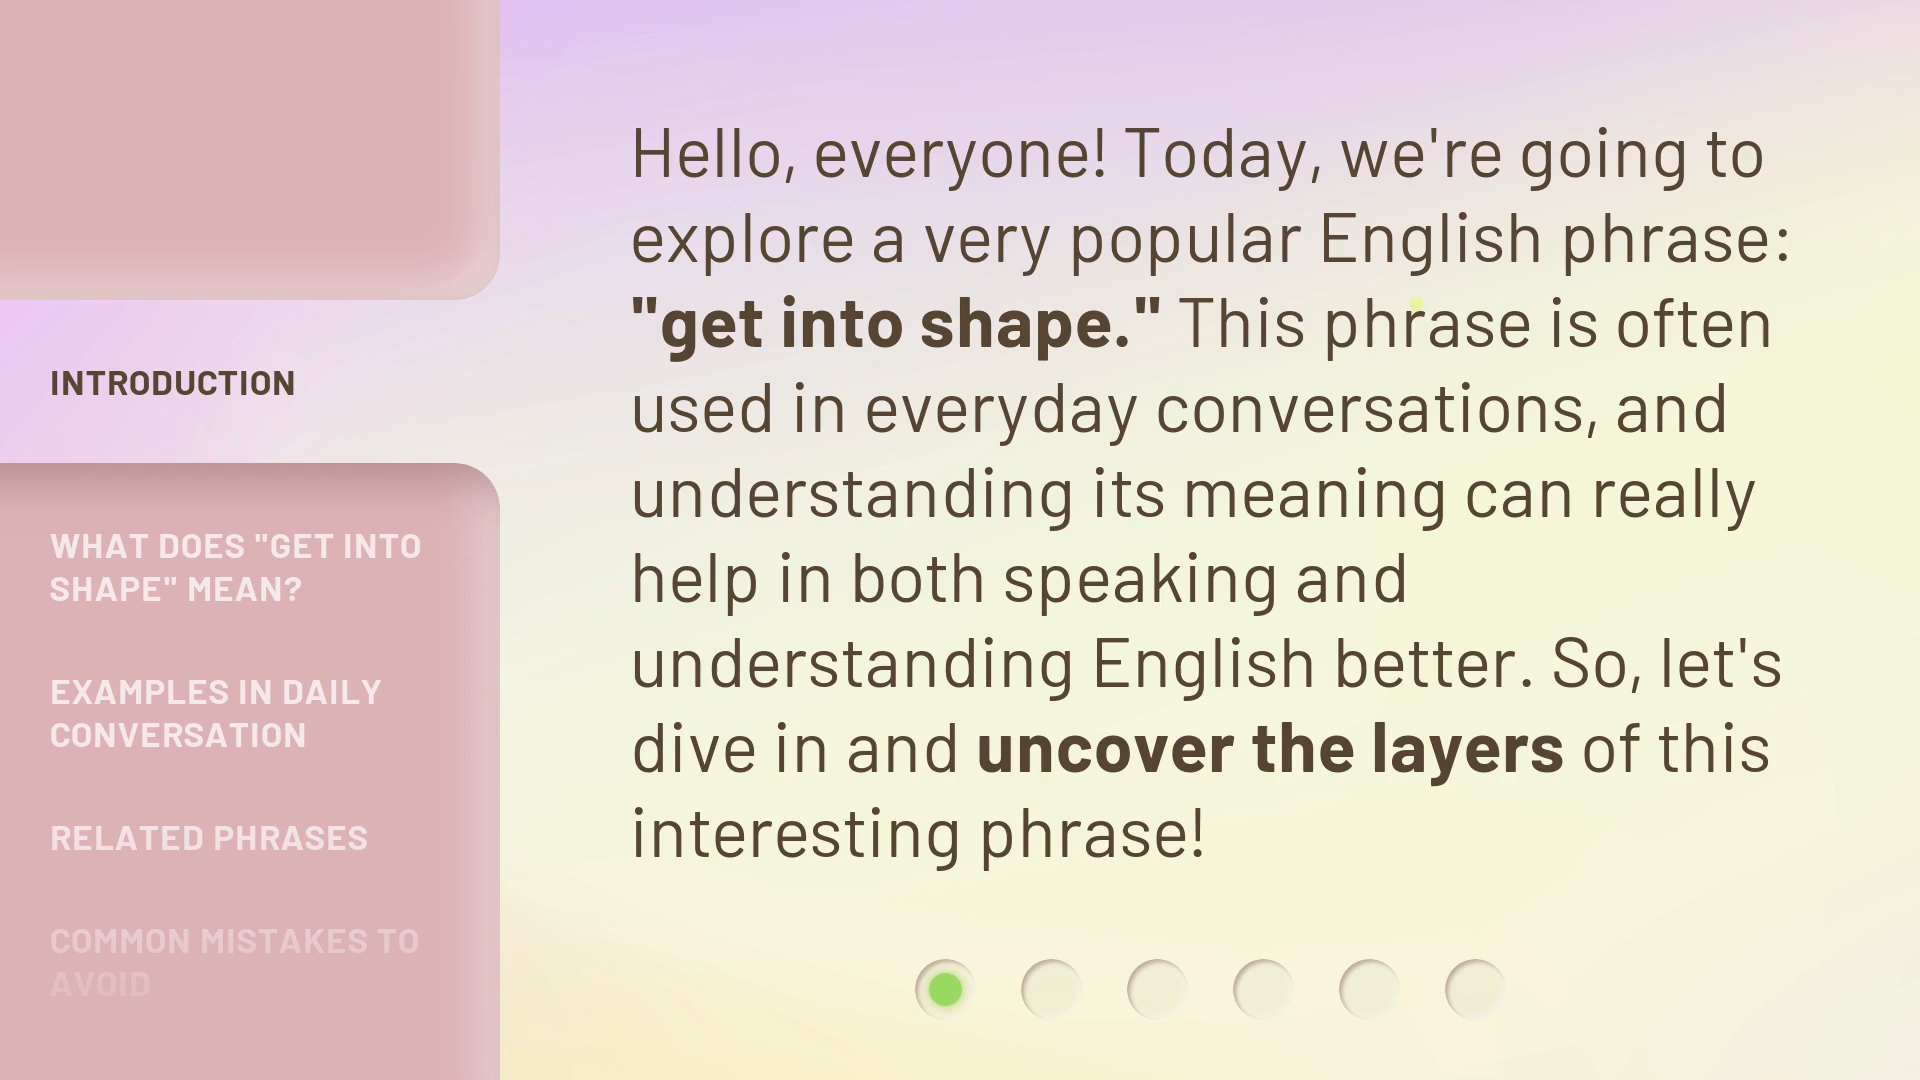 INTRODUCTION
WHAT DOES "GET INTO
SHAPE" MEAN?
EXAMPLES IN DAILY
CONVERSATION
RELATED PHRASES
COMMON MISTAKES TO
AVOID
Hello, everyone! Today, we're going to
explore a very popular English phrase:
"get into shape." This phrase is often
used in everyday conversations, and
understanding its meaning can really
help in both speaking and
understanding English better. So, let's
dive in and uncover the layers of this
interesting phrase!